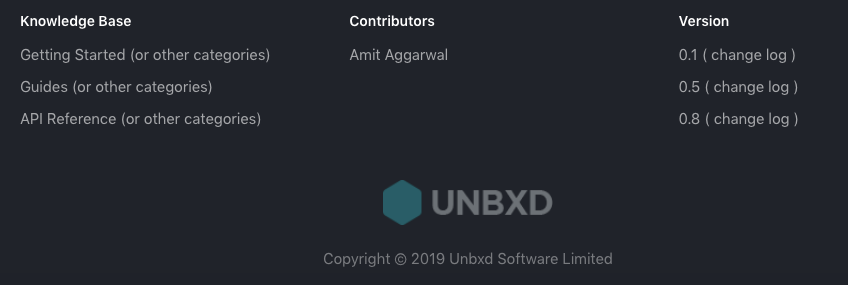 Knowledge Base
Getting Started (or other categories)
Guides (or other categories)
API Reference (or other categories)
Contributors
Amit Aggarwal
Version
0.1 ( change log )
0.5 ( change log )
0.8 ( change log )
UNBXD
Copyright © 2019 Unbxd Software Limited